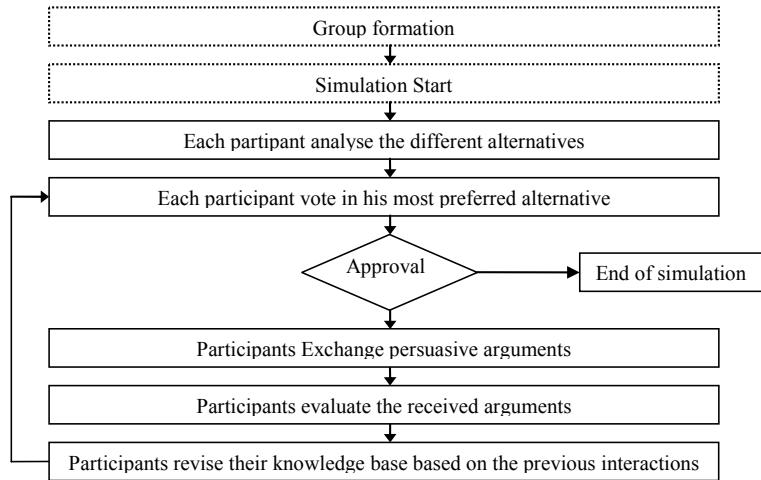 Group formation
Simulation Start
Each partipant analyse the different alternatives
Each participant vote in his most preferred alternative
Approval
End of simulation
Participants Exchange persuasive arguments
Participants evaluate the received arguments
Participants revise their knowledge base based on the previous interactions